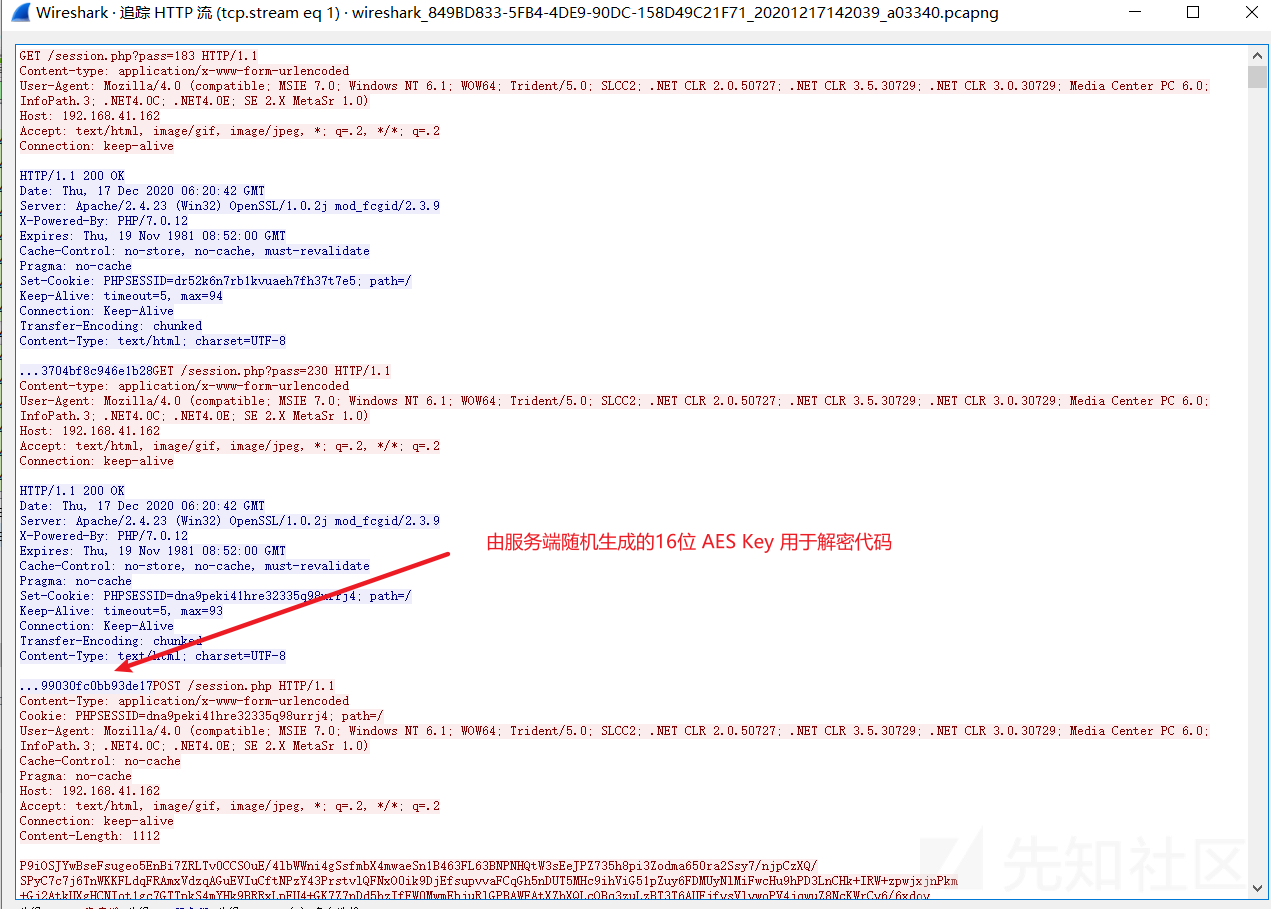 Wireshark · 追踪 HTTP 流 (tcp.stream eq 1) · wireshark_849BD833-5FB4-4DE9-90DC-158D49C21F71_20201217142039_a03340.pcapng
GET /session.php?pass=183 HTTP/1.1
Content-type: application/x-www-form-urlencoded
User-Agent: Mozilla/4.0 (compatible; MSIE 7.0; Windows NT 6.1; WOW64; Trident/5.0; SLCC2; .NET CLR 2.0.50727; .NET CLR 3.5.30729; .NET CLR 3.0.30729; Media Center PC 6.0;
InfoPath.3; .NET4.0C; .NET4.0E; SE 2.X MetaSr 1.0)
Host: 192.168.41.162
Accept: text/html, image/gif, image/jpeg, *; q=.2, */*; q=.2
Connection: keep-alive
HTTP/1.1 200 OK
Date: Thu, 17 Dec 2020 06:20:42 GMT
Server: Apache/2.4.23 (Win32) OpenSSL/1.0.2j mod_fcgid/2.3.9
X-Powered-By: PHP/7.0.12
Expires: Thu, 19 Nov 1981 08:52:00 GMT
Cache-Control: no-store, no-cache, must-revalidate
Pragma: no-cache
Set-Cookie: PHPSESSID=dr52k6n7rb1kvuaeh7fh37t7e5; path=/
Keep-Alive: timeout=5, max=94
Connection: Keep-Alive
Transfer-Encoding: chunked
Content-Type: text/html; charset=UTF-8
...3704bf8c946e1b28GET /session.php?pass=230 HTTP/1.1
Content-type: application/x-www-form-urlencoded
User-Agent: Mozilla/4.0 (compatible; MSIE 7.0; Windows NT 6.1; WOW64; Trident/5.0; SLCC2; .NET CLR 2.0.50727; .NET CLR 3.5.30729; .NET CLR 3.0.30729; Media Center PC 6.0;
InfoPath.3; .NET4.0C; .NET4.0E; SE 2.X MetaSr 1.0)
Host: 192.168.41.162
Accept: text/html, image/gif, image/jpeg, *; q=.2, */*; q=.2
Connection: keep-alive
HTTP/1.1 200 OK
Date: Thu, 17 Dec 2020 06:20:42 GMT
Server: Apache/2.4.23 (Win32) OpenSSL/1.0.2j mod_fcgid/2.3.9
X-Powered-By: PHP/7.0.12
由服务端随机生成的16位 AES Key 用于解密代码
Expires: Thu, 19 Nov 1981 08:52:00 GMT
Cache-Control: no-store, no-cache, must-revalidate
Pragma: no-cache
Set-Cookie: PHPSESSID=dna9peki41hre32335q98urrj4; path=/
Keep-Alive: timeout=5, max=93
Connection: Keep-Alive
Transfer-Encoding: chunked
Content-Type: text/html; charset=UTF-8
...99030fc0bb93de17POST /session.php HTTP/1.1
Content-Type: application/x-www-form-urlencoded
Cookie: PHPSESSID=dna9peki41hre32335q98urrj4; path=/
User-Agent: Mozilla/4.0 (compatible; MSIE 7.0; Windows NT 6.1; WOW64; Trident/5.0; SLCC2; .NET CLR 2.0.50727; .NET CLR 3.5.30729; .NET CLR 3.0.30729; Media Center PC 6.0;
InfoPath.3; .NET4.0C; .NET4.0E; SE 2.X MetaSr 1.0)
Cache-Control: no-cache
Pragma: no-cache
Host: 192.168.41.162
Accept: text/html, image/gif, image/jpeg, *; q=.2, */*; q=.2
Connection: keep-alive
Content-Length: 1112
P9iOSJYwBseFsugeo5EnBi7ZRLTvOCCSOuE/4lbWWni4gSsfmbX4mwaeSn1B463FL63BNPNHQtW3sEeJPZ735h8pi3Zodma650ra2Ssy7/njpCzXQ/
SPyC7c7j6TnWKKFLdqFRAmxVdzqAGuEVIuCftNPzY43PrstvlQFNxO0ik9DjEfsupvvaFCqGh5nDUT5MHc9ihViG51pZuy6FDMUyNlMiFwcHu9hPD3LnCHk+IRW+zpwjxjnPkm
先知社区